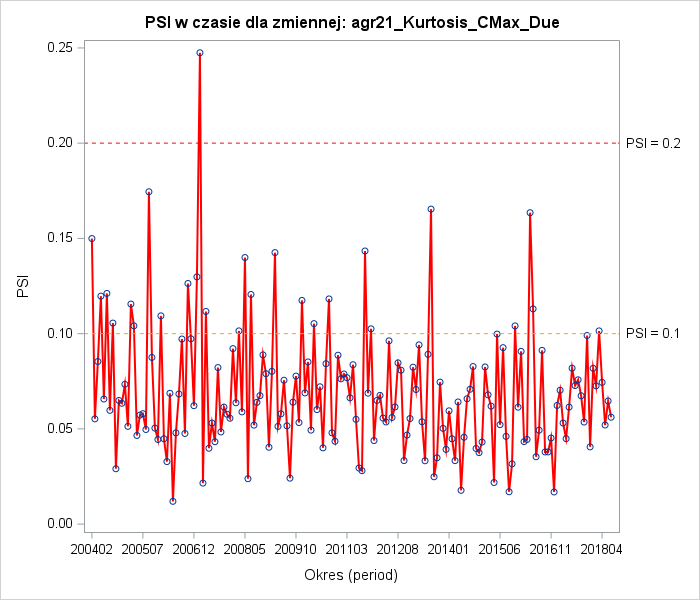 PSI w czasie dla zmiennej: agr21_Kurtosis_CMax_Due
0.25
0.20
PSI = 0.2
0.15
PSI
0.10
PSI = 0.1
0.05
0.00
200402 200507 200612 200805 200910 201103 201208 201401 201506 201611 201804
Okres (period)